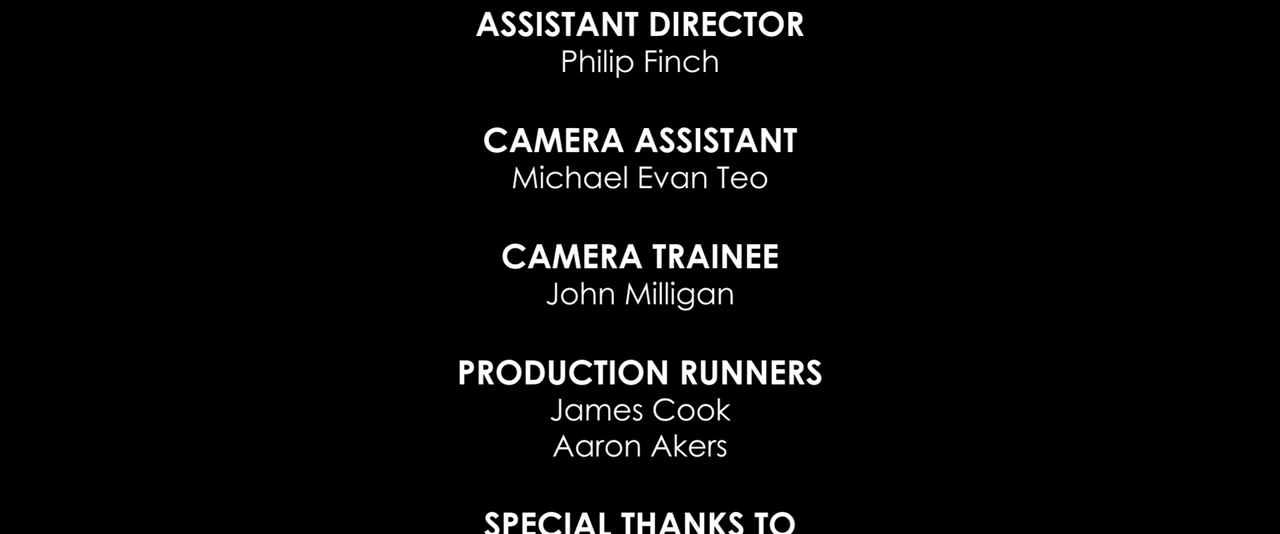 ASSISTANT DIRECTOR
Philip Finch
CAMERA ASSISTANT
Michael Evan Teo
CAMERA TRAINEE
John Milligan
PRODUCTION RUNNERS
James Cook
Aaron Akers
SPECIAL THANKS TO